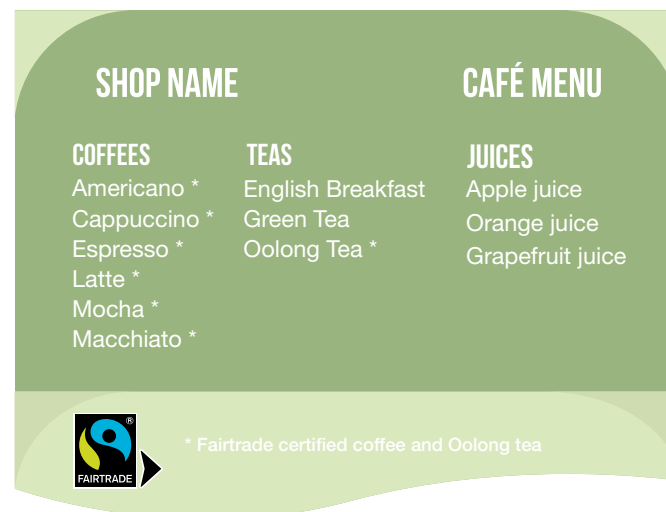 SHOP NAME
CAFÉ MENU
COFFEES
Americano *
Cappuccino *
Espresso *
Latte *
Mocha *
Macchiato *
TEAS
English Breakfast
Green Tea
Oolong Tea *
JUICES
Apple juice
Orange juice
Grapefruit juice
®
FAIRTRADE
* Fairtrade certified coffee and Oolong tea